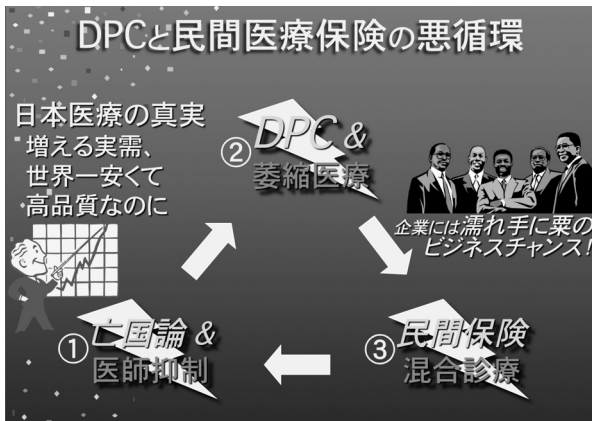 DPCと民間医療保険の悪循環
日本医療の真実
増える実需、
世界一安くて
高品質なのに
②DPC &
萎縮医療
企業には濡れ手に粟の
ビジネスチャンス!
①亡国論 &
医師抑制
③民間保険
混合診療